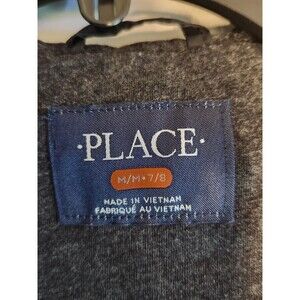 ·PLACE·
M/M•7/8
MADE IN VIETNAM
FABRIQUÉ AU VIETNAM